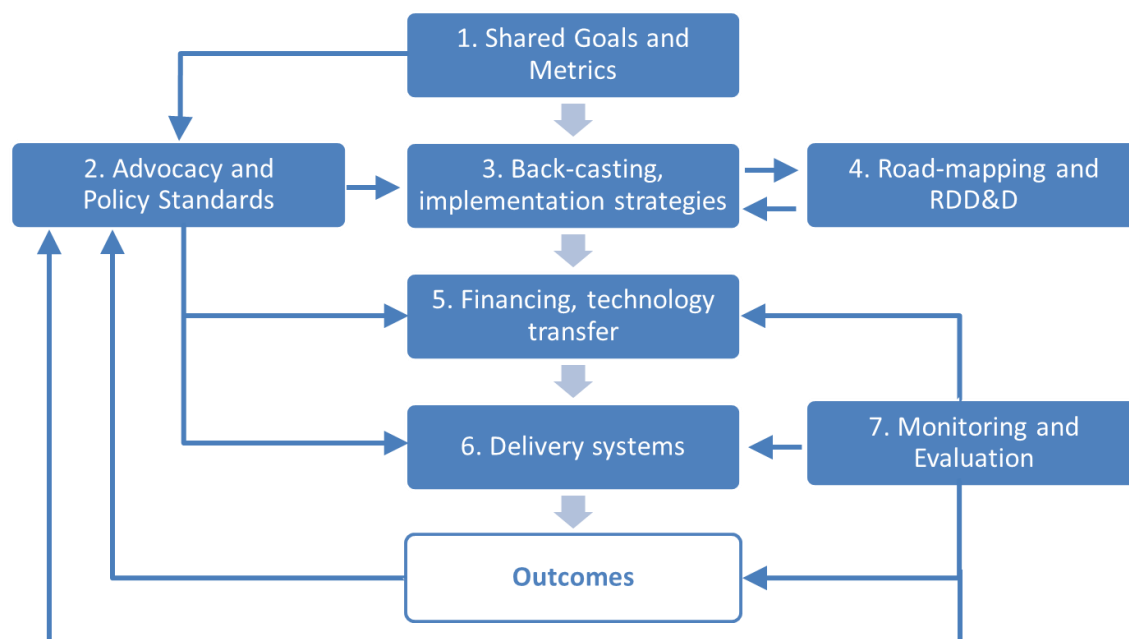 1. Shared Goals and
Metrics
2. Advocacy and
Policy Standards
3. Back-casting,
implementation strategies
4. Road-mapping and
RDD&D
5. Financing, technology
transfer
6. Delivery systems
7. Monitoring and
Evaluation
Outcomes